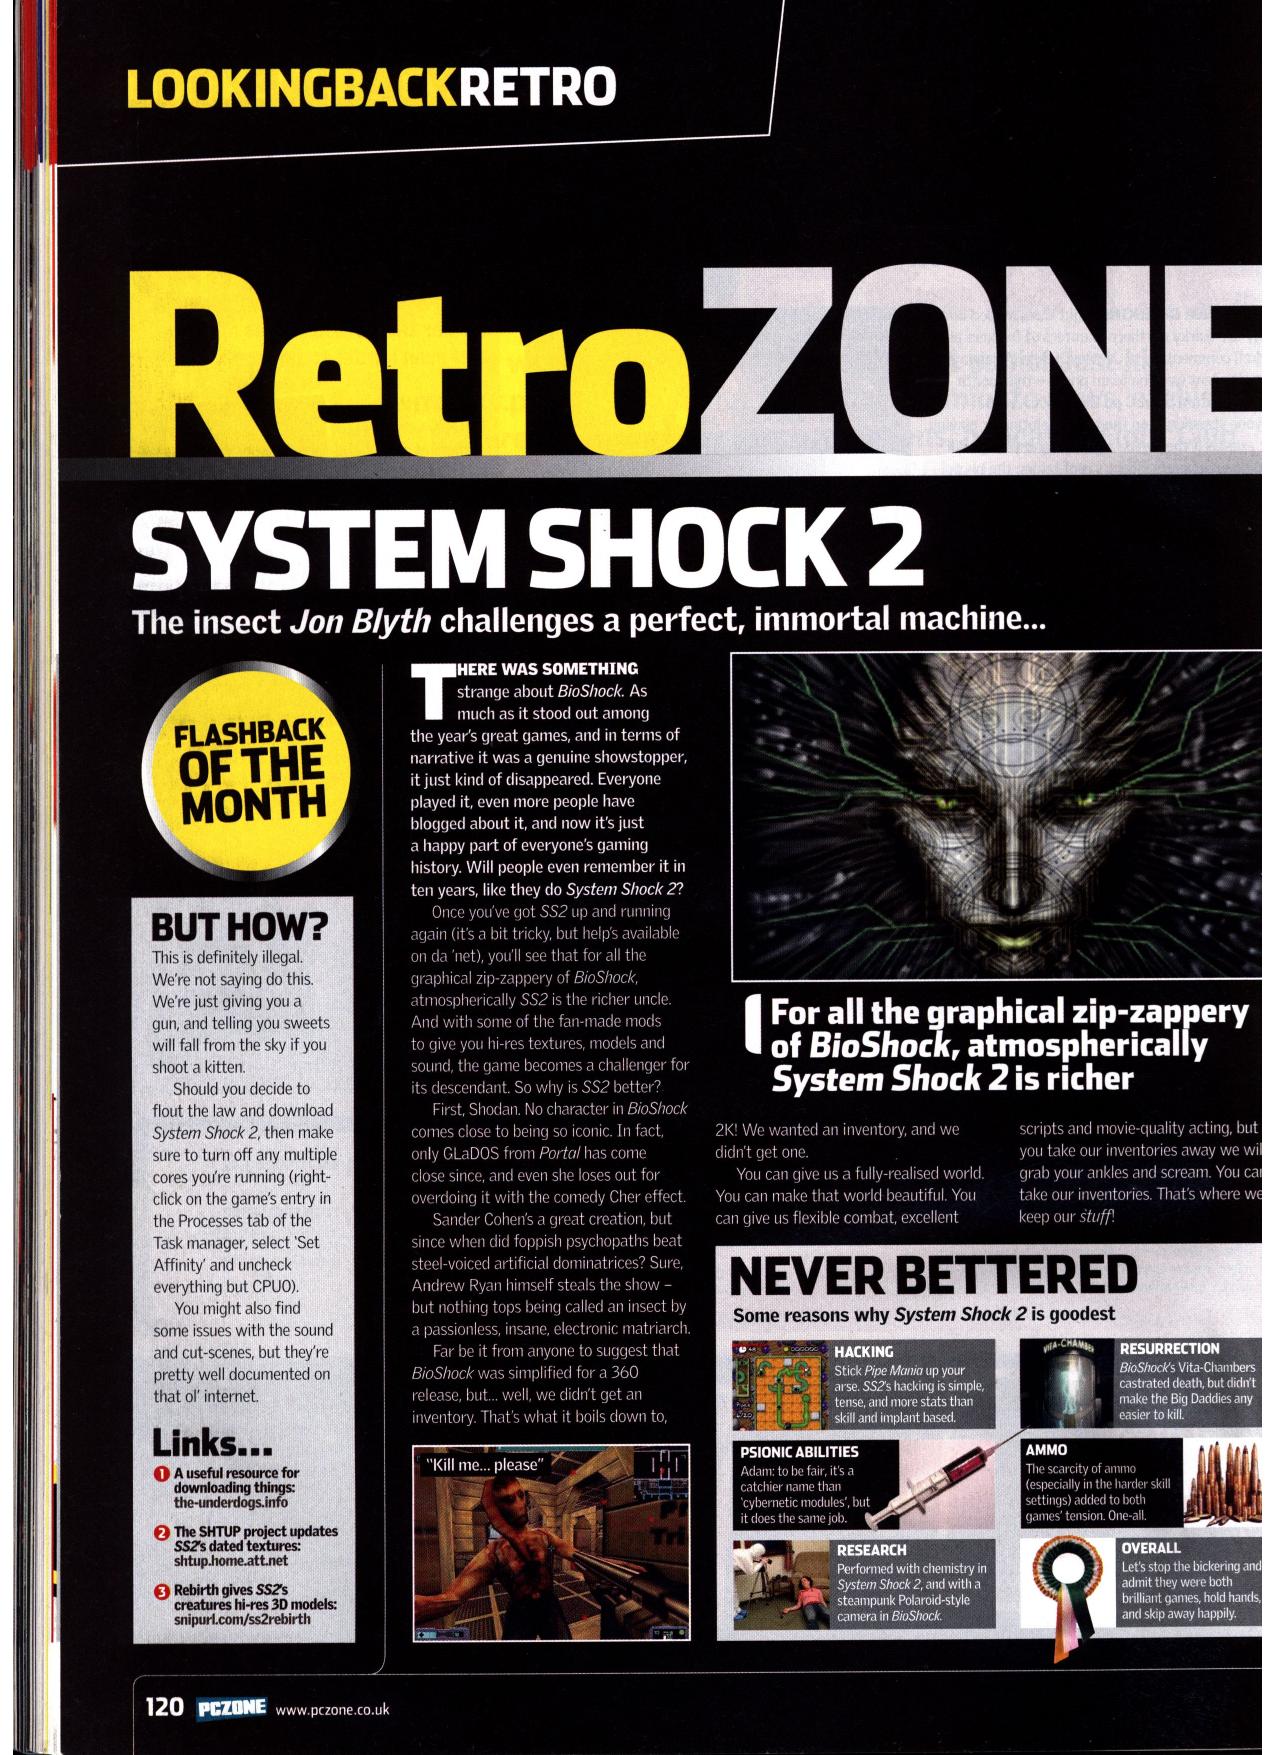 LOOKINGBACKRETRO
RetroZONE
SYSTEM SHOCK 2
The insect Jon Blyth challenges a perfect, immortal machine...
FLASHBACK
OF THE
MONTH
BUT HOW?
This is definitely illegal.
We're not saying do this.
We're just giving you a
gun, and telling you sweets
will fall from the sky if you
shoot a kitten.
Should you decide to
flout the law and download
System Shock 2, then make
sure to turn off any multiple
cores you're running (right-
click on the game's entry in
the Processes tab of the
Task manager, select 'Set
Affinity' and uncheck
everything but CPU0).
You might also find
some issues with the sound
and cut-scenes, but they're
pretty well documented on
that ol' internet.
Links...
1 A useful resource for
downloading things:
the-underdogs.info
2 The SHTUP project updates
SS2's dated textures:
shtup.home.att.net
3 Rebirth gives SS2's
creatures hi-res 3D models:
snipurl.com/ss2rebirth
THERE WAS SOMETHING
strange about BioShock. As
much as it stood out among
the year's great games, and in terms of
narrative it was a genuine showstopper,
it just kind of disappeared. Everyone
played it, even more people have
blogged about it, and now it's just
a happy part of everyone's gaming
history. Will people even remember it in
ten years, like they do System Shock 2?
Once you've got SS2 up and running
again (it's a bit tricky, but help's available
on da 'net), you'll see that for all the
graphical zip-zappery of BioShock,
atmospherically SS2 is the richer uncle.
And with some of the fan-made mods
to give you hi-res textures, models and
sound, the game becomes a challenger for
its descendant. So why is SS2 better?
First, Shodan. No character in BioShock
comes close to being so iconic. In fact,
only GLaDOS from Portal has come
close since, and even she loses out for
overdoing it with the comedy Cher effect.
Sander Cohen's a great creation, but
since when did foppish psychopaths beat
steel-voiced artificial dominatrices? Sure,
Andrew Ryan himself steals the show –
but nothing tops being called an insect by
a passionless, insane, electronic matriarch.
Far be it from anyone to suggest that
BioShock was simplified for a 360
release, but... well, we didn't get an
inventory. That's what it boils down to,
"Kill me... please"
For all the graphical zip-zappery
of BioShock, atmospherically
System Shock 2 is richer
2K! We wanted an inventory, and we
didn't get one.
You can give us a fully-realised world.
You can make that world beautiful. You
can give us flexible combat, excellent
scripts and movie-quality acting, but
you take our inventories away we wil
grab your ankles and scream. You can
take our inventories. That's where we
keep our stuff!
NEVER BETTERED
Some reasons why System Shock 2 is goodest
HACKING
Stick Pipe Mania up your
arse. SS2's hacking is simple,
tense, and more stats than
skill and implant based.
VITA-CHAMBER
RESURRECTION
BioShock's Vita-Chambers
castrated death, but didn't
make the Big Daddies any
easier to kill.
PSIONIC ABILITIES
Adam: to be fair, it's a
catchier name than
'cybernetic modules', but
it does the same job.
AMMO
The scarcity of ammo
(especially in the harder skill
settings) added to both
games' tension. One-all.
RESEARCH
Performed with chemistry in
System Shock 2, and with a
steampunk Polaroid-style
camera in BioShock.
OVERALL
Let's stop the bickering and
admit they were both
brilliant games, hold hands,
and skip away happily.
120 PCZONE www.pczone.co.uk